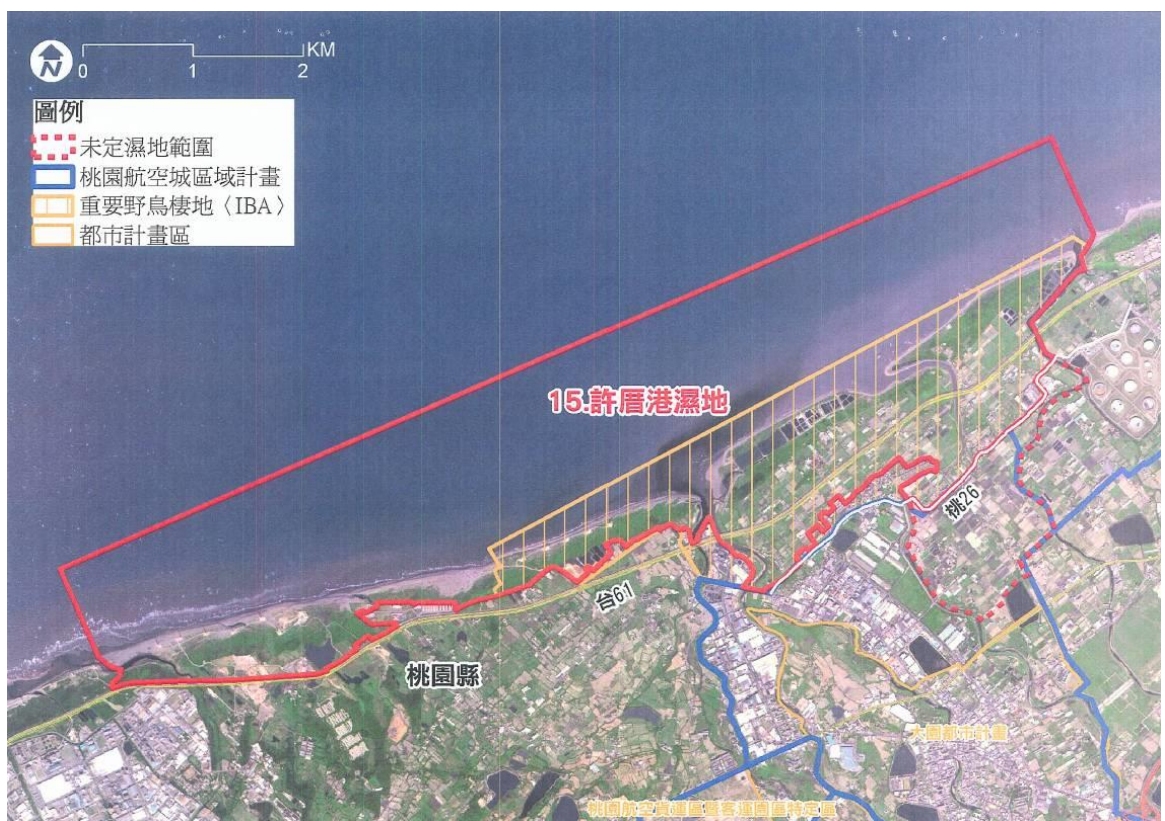 N
KM
0 1 2
圖例
未定濕地範圍
桃園航空城區域計畫
重要野鳥棲地〈IBA〉
都市計畫區
15.許厝港濕地
桃26
台61
桃園縣
大園都市計畫
桃園航空貨運區暨客運園區特定區